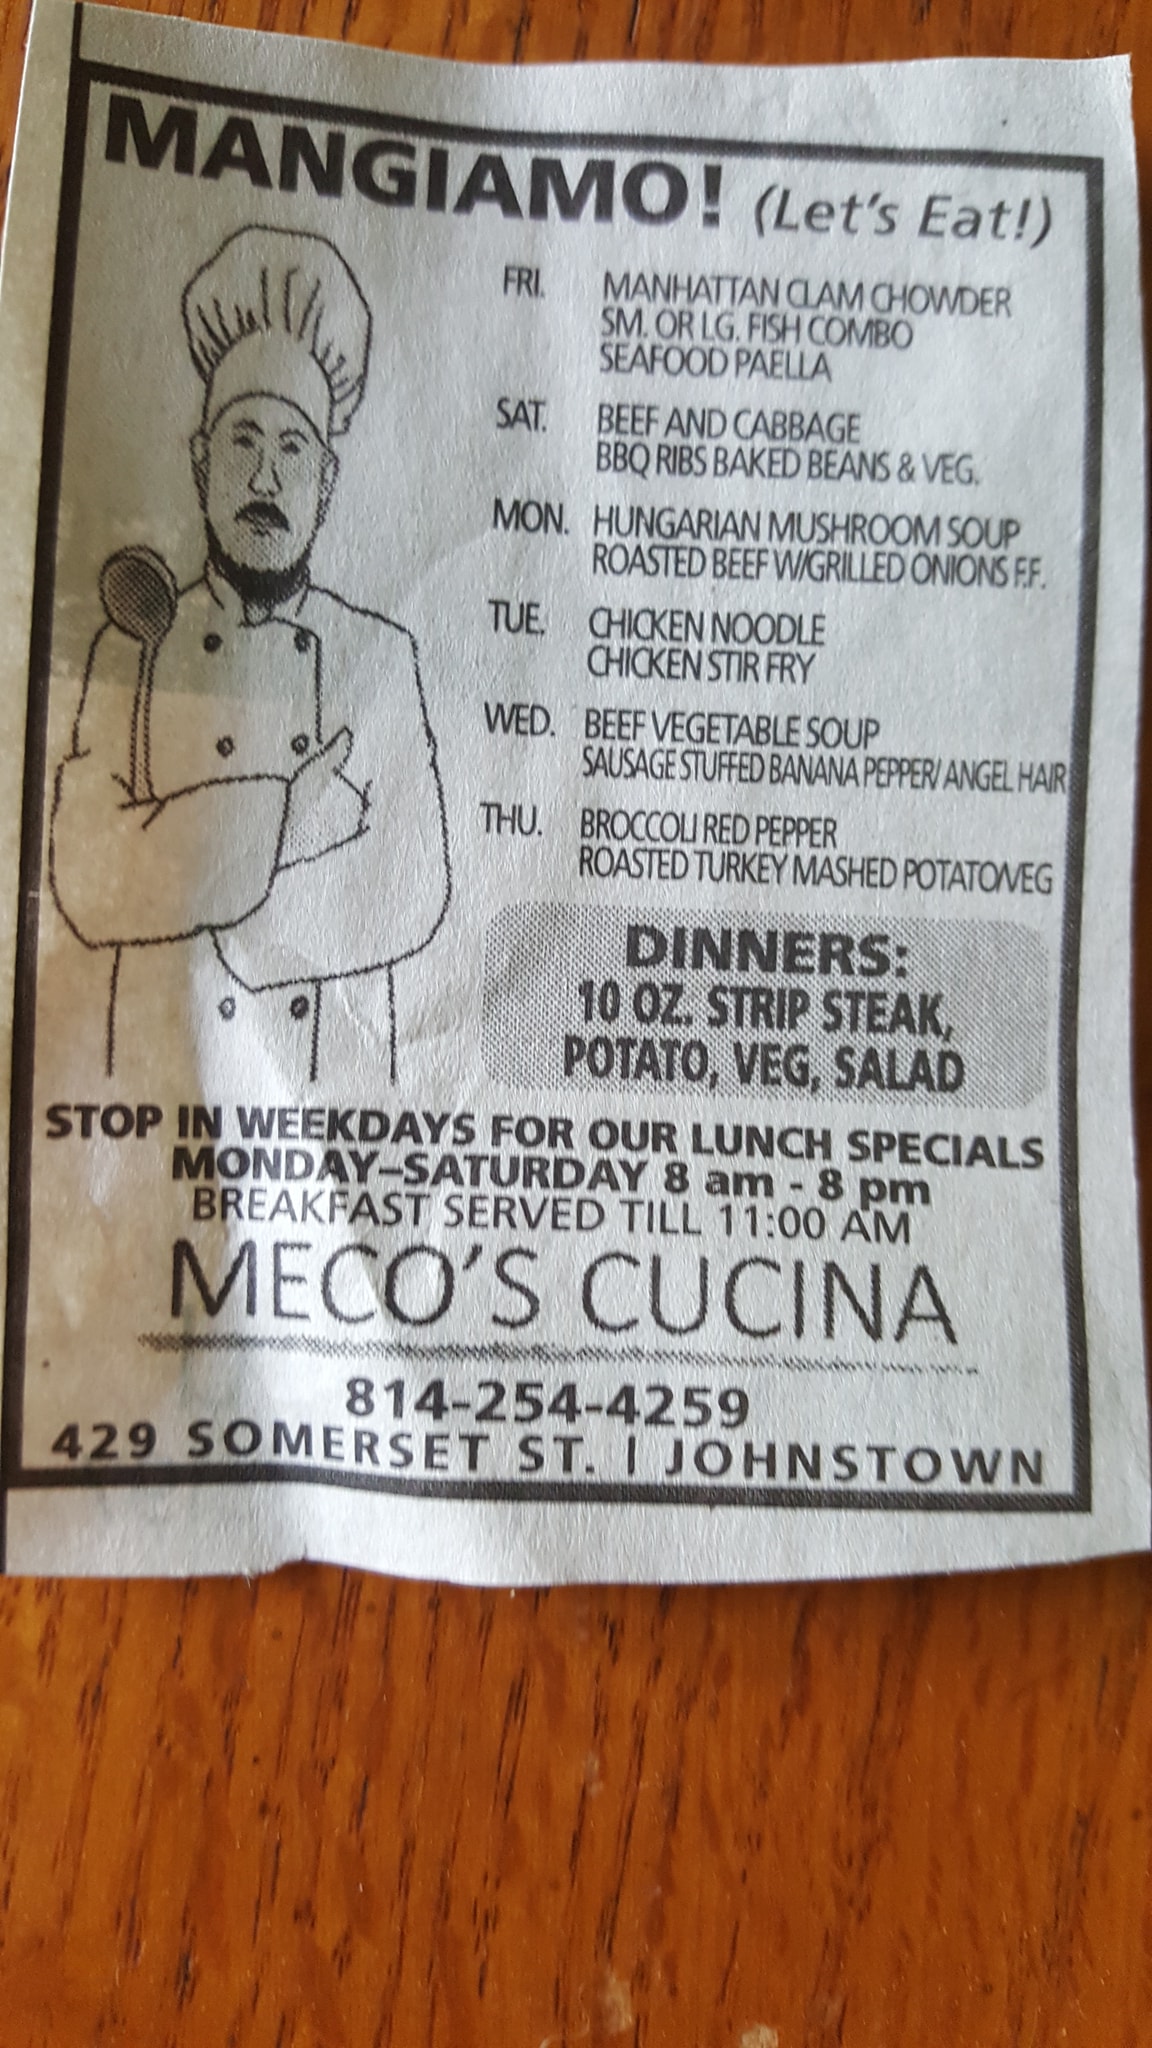 MANGIAMO! (Let's Eat!)
FRI. MANHATTAN CLAM CHOWDER
SM. OR LG. FISH COMBO
SEAFOOD PAELLA
SAT. BEEF AND CABBAGE
BBQ RIBS BAKED BEANS & VEG.
MON. HUNGARIAN MUSHROOM SOUP
ROASTED BEEF W/GRILLED ONIONS F.F.
TUE. CHICKEN NOODLE
CHICKEN STIR FRY
WED. BEEF VEGETABLE SOUP
SAUSAGE STUFFED BANANA PEPPER/ ANGEL HAIR
THU. BROCCOLI RED PEPPER
ROASTED TURKEY MASHED POTATO/VEG
DINNERS:
10 OZ. STRIP STEAK,
POTATO, VEG, SALAD
STOP IN WEEKDAYS FOR OUR LUNCH SPECIALS
MONDAY–SATURDAY 8 am - 8 pm
BREAKFAST SERVED TILL 11:00 AM
MECO'S CUCINA
814-254-4259
429 SOMERSET ST. | JOHNSTOWN